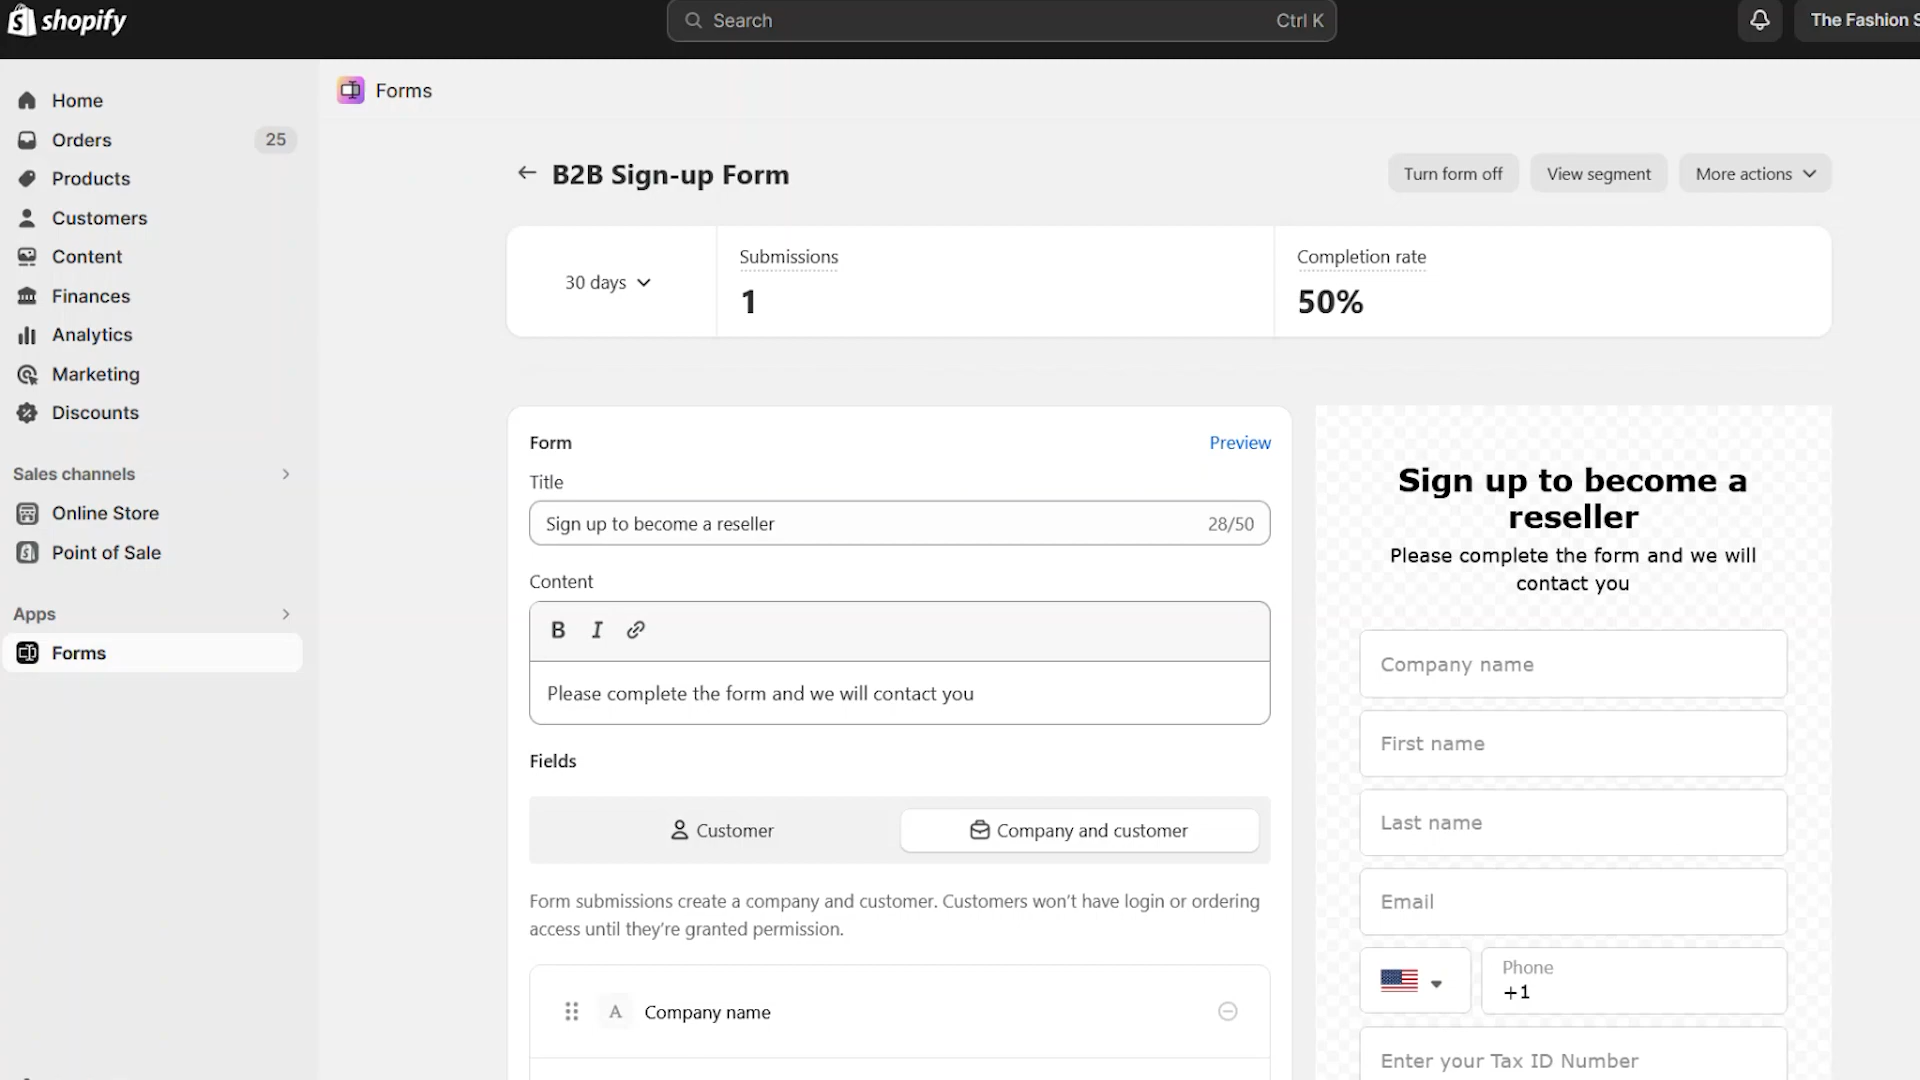 shopify
Search
Ctrl K
The Fashion S
Home
Orders
25
Products
Customers
Content
Finances
Analytics
Marketing
Discounts
Sales channels
Online Store
Point of Sale
Apps
Forms
Forms
B2B Sign-up Form
Turn form off
View segment
More actions
30 days
Submissions
1
Completion rate
50%
Form
Preview
Title
Sign up to become a reseller
28/50
Content
B I
Please complete the form and we will contact you
Fields
Customer
Company and customer
Form submissions create a company and customer. Customers won't have login or ordering
access until they're granted permission.
A
Company name
Sign up to become a
reseller
Please complete the form and we will
contact you
Company name
First name
Last name
Email
Phone
+1
Enter your Tax ID Number